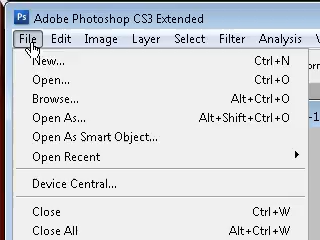 Ps Adobe Photoshop CS3 Extended
File Edit Image Layer Select Filter Analysis
New... Ctrl+N
Open... Ctrl+O
Browse... Alt+Ctrl+O
Open As... Alt+Shift+Ctrl+O
Open As Smart Object...
Open Recent
Device Central...
Close Ctrl+W
Close All Alt+Ctrl+W